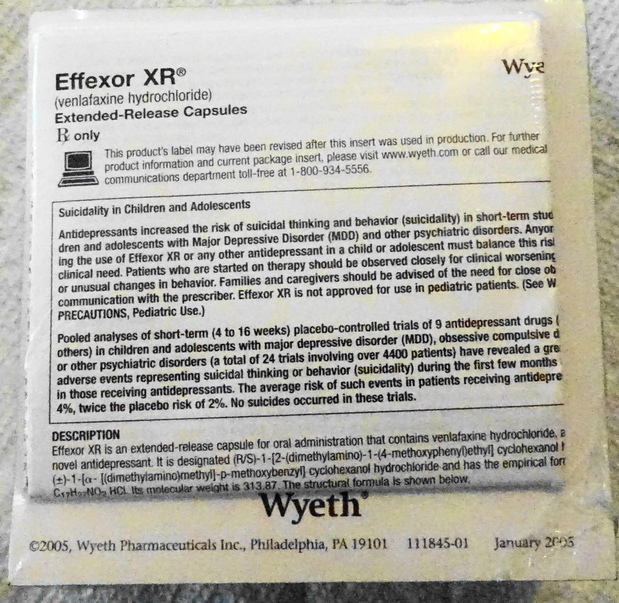 Effexor XR®
Wye
(venlafaxine hydrochloride)
Extended-Release Capsules
℞ only
This product's label may have been revised after this insert was used in production. For further
product information and current package insert, please visit www.wyeth.com or call our medical
communications department toll-free at 1-800-934-5556.
Suicidality in Children and Adolescents
Antidepressants increased the risk of suicidal thinking and behavior (suicidality) in short-term stud
dren and adolescents with Major Depressive Disorder (MDD) and other psychiatric disorders. Anyon
ing the use of Effexor XR or any other antidepressant in a child or adolescent must balance this risk
clinical need. Patients who are started on therapy should be observed closely for clinical worsening
or unusual changes in behavior. Families and caregivers should be advised of the need for close ob
communication with the prescriber. Effexor XR is not approved for use in pediatric patients. (See W
PRECAUTIONS, Pediatric Use.)
Pooled analyses of short-term (4 to 16 weeks) placebo-controlled trials of 9 antidepressant drugs (
others) in children and adolescents with major depressive disorder (MDD), obsessive compulsive d
or other psychiatric disorders (a total of 24 trials involving over 4400 patients) have revealed a gre
adverse events representing suicidal thinking or behavior (suicidality) during the first few months
in those receiving antidepressants. The average risk of such events in patients receiving antidepre
4%, twice the placebo risk of 2%. No suicides occurred in these trials.
DESCRIPTION
Effexor XR is an extended-release capsule for oral administration that contains venlafaxine hydrochloride, a
novel antidepressant. It is designated (R/S)-1-[2-(dimethylamino)-1-(4-methoxyphenyl)ethyl] cyclohexanol h
(±)-1-[α- [(dimethylamino)methyl]-p-methoxybenzyl] cyclohexanol hydrochloride and has the empirical form
C₁₇H₂₇NO₂ HCl. Its molecular weight is 313.87. The structural formula is shown below.
Wyeth®
©2005, Wyeth Pharmaceuticals Inc., Philadelphia, PA 19101 111845-01 January 2005